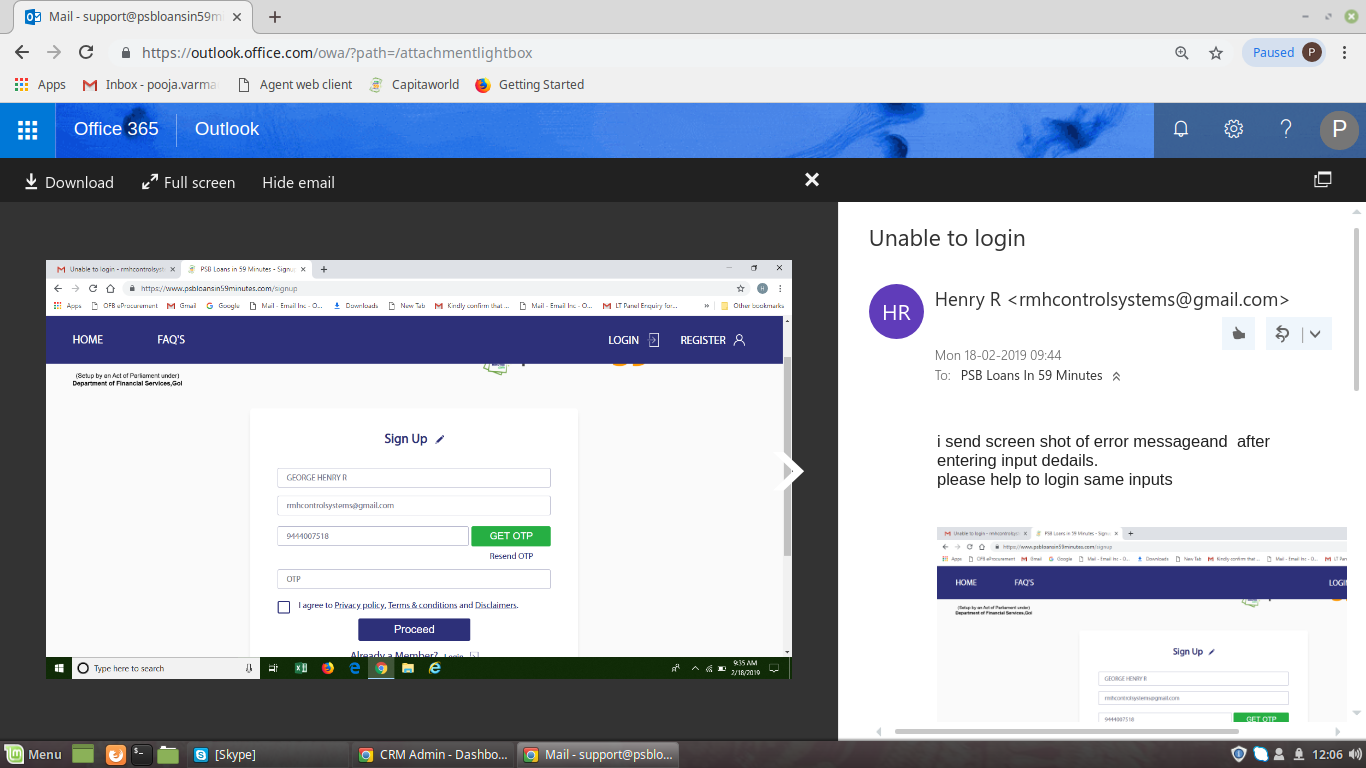 Mail - support@psbloansin59m
https://outlook.office.com/owa/?path=/attachmentlightbox
Paused P
Apps Inbox - pooja.varma Agent web client Capitaworld Getting Started
Office 365 Outlook
P
Download Full screen Hide email
Unable to login - rmhcontrolsyst PSB Loans in 59 Minutes - Signu
https://www.psbloansin59minutes.com/signup
H
Apps OFB eProcurement Gmail Google Mail - Email Inc - O... Downloads New Tab Kindly confirm that ... Mail - Email Inc - O... LT Panel Enquiry for... » Other bookmarks
HOME FAQ'S LOGIN REGISTER
(Setup by an Act of Parliament under)
Department of Financial Services,GoI
Sign Up
GEORGE HENRY R
rmhcontrolsystems@gmail.com
9444007518 GET OTP
Resend OTP
OTP
I agree to Privacy policy, Terms & conditions and Disclaimers.
Proceed
Already a Member? Login
Type here to search
9:35 AM
2/18/2019
Unable to login
HR
Henry R <rmhcontrolsystems@gmail.com>
Mon 18-02-2019 09:44
To: PSB Loans In 59 Minutes
i send screen shot of error messageand after
entering input dedails.
please help to login same inputs
Unable to login - rmhcontrolsyst PSB Loans in 59 Minutes - Signu
https://www.psbloansin59minutes.com/signup
Apps OFB eProcurement Gmail Google Mail - Email Inc - O... Downloads New Tab Kindly confirm that ... Mail - Email Inc - O... LT Pan
HOME FAQ'S LOGI
(Setup by an Act of Parliament under)
Department of Financial Services,GoI
Sign Up
GEORGE HENRY R
rmhcontrolsystems@gmail.com
9444007518 GET OTP
Menu [Skype] CRM Admin - Dashbo... Mail - support@psblo... 12:06